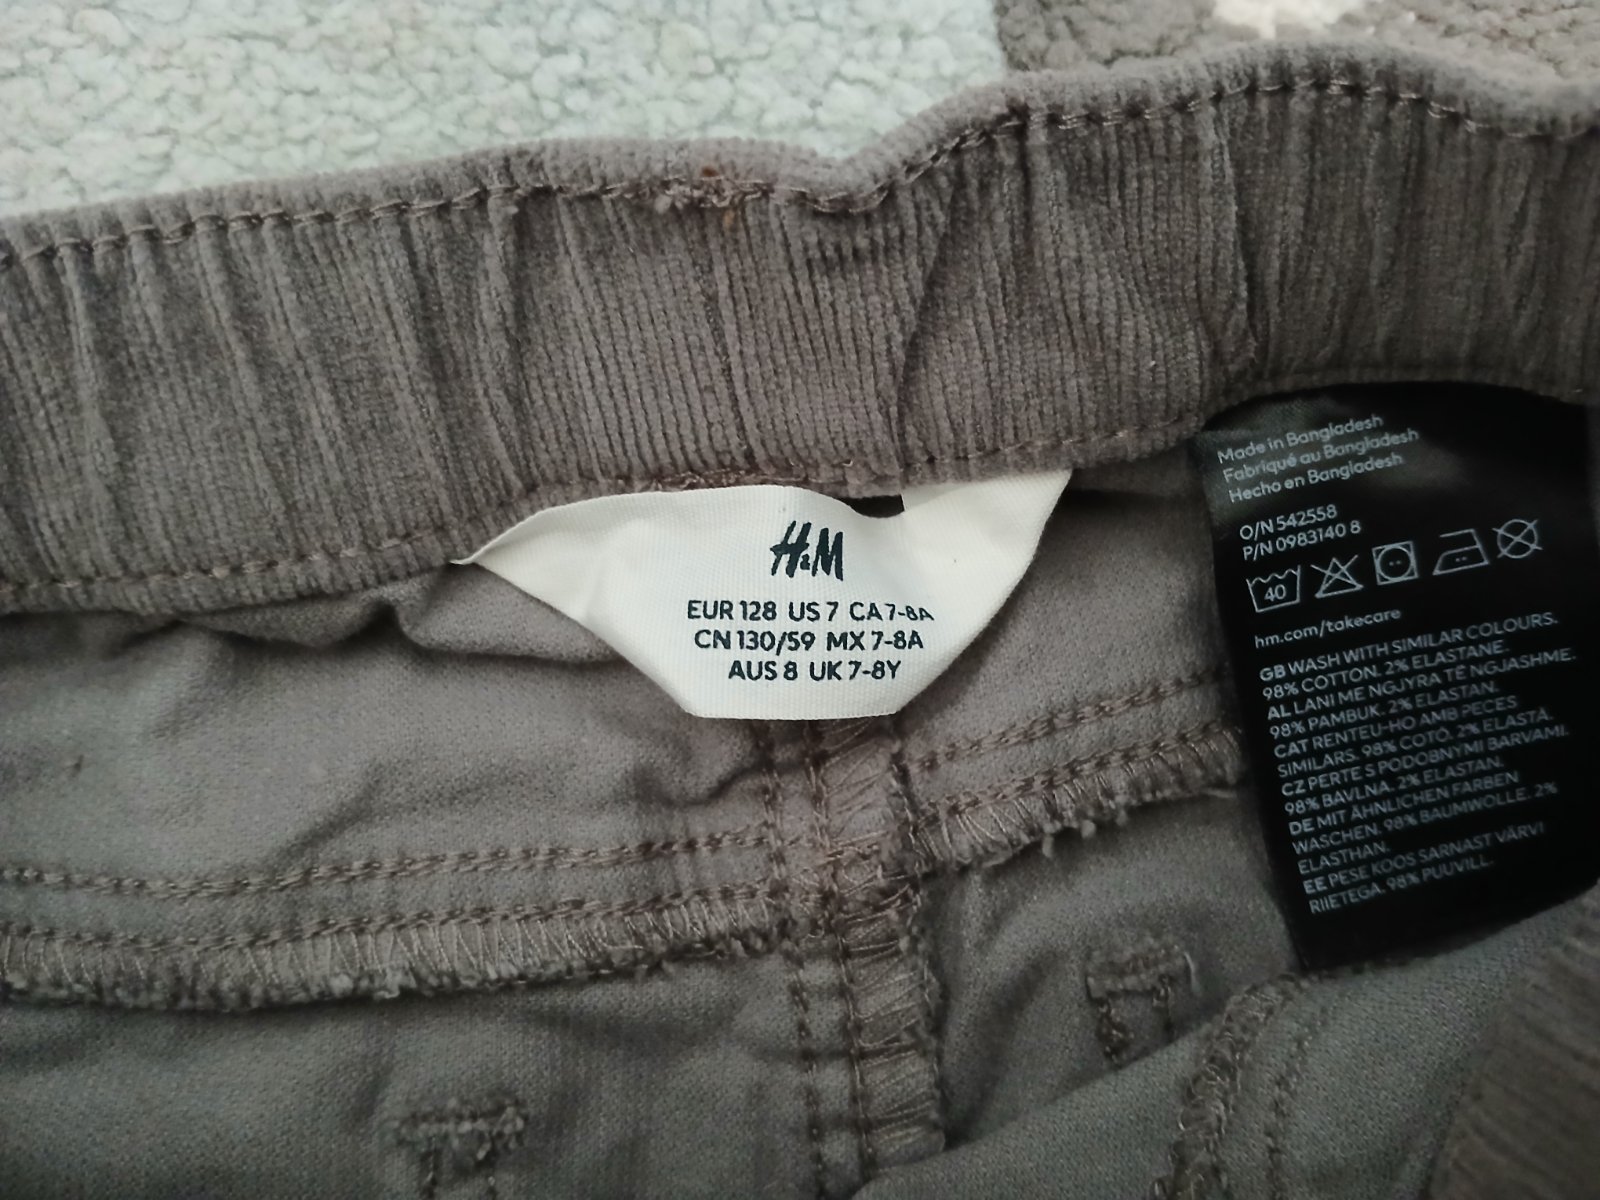 H&M
EUR 128 US 7 CA 7-8A
CN 130/59 MX 7-8A
AUS 8 UK 7-8Y
Made in Bangladesh
Fabriqué au Bangladesh
Hecho en Bangladesh
O/N 542558
P/N 0983140 8
40
hm.com/takecare
GB WASH WITH SIMILAR COLOURS.
98% COTTON. 2% ELASTANE.
AL LANI ME NGJYRA TË NGJASHME.
98% PAMBUK. 2% ELASTAN.
CAT RENTEU-HO AMB PECES
SIMILARS. 98% COTÓ. 2% ELASTÀ.
CZ PERTE S PODOBNÝMI BARVAMI.
98% BAVLNA. 2% ELASTAN.
DE MIT ÄHNLICHEN FARBEN
WASCHEN. 98% BAUMWOLLE. 2%
ELASTHAN.
EE PESE KOOS SARNAST VÄRVI
RIIETEGA. 98% PUUVILL.